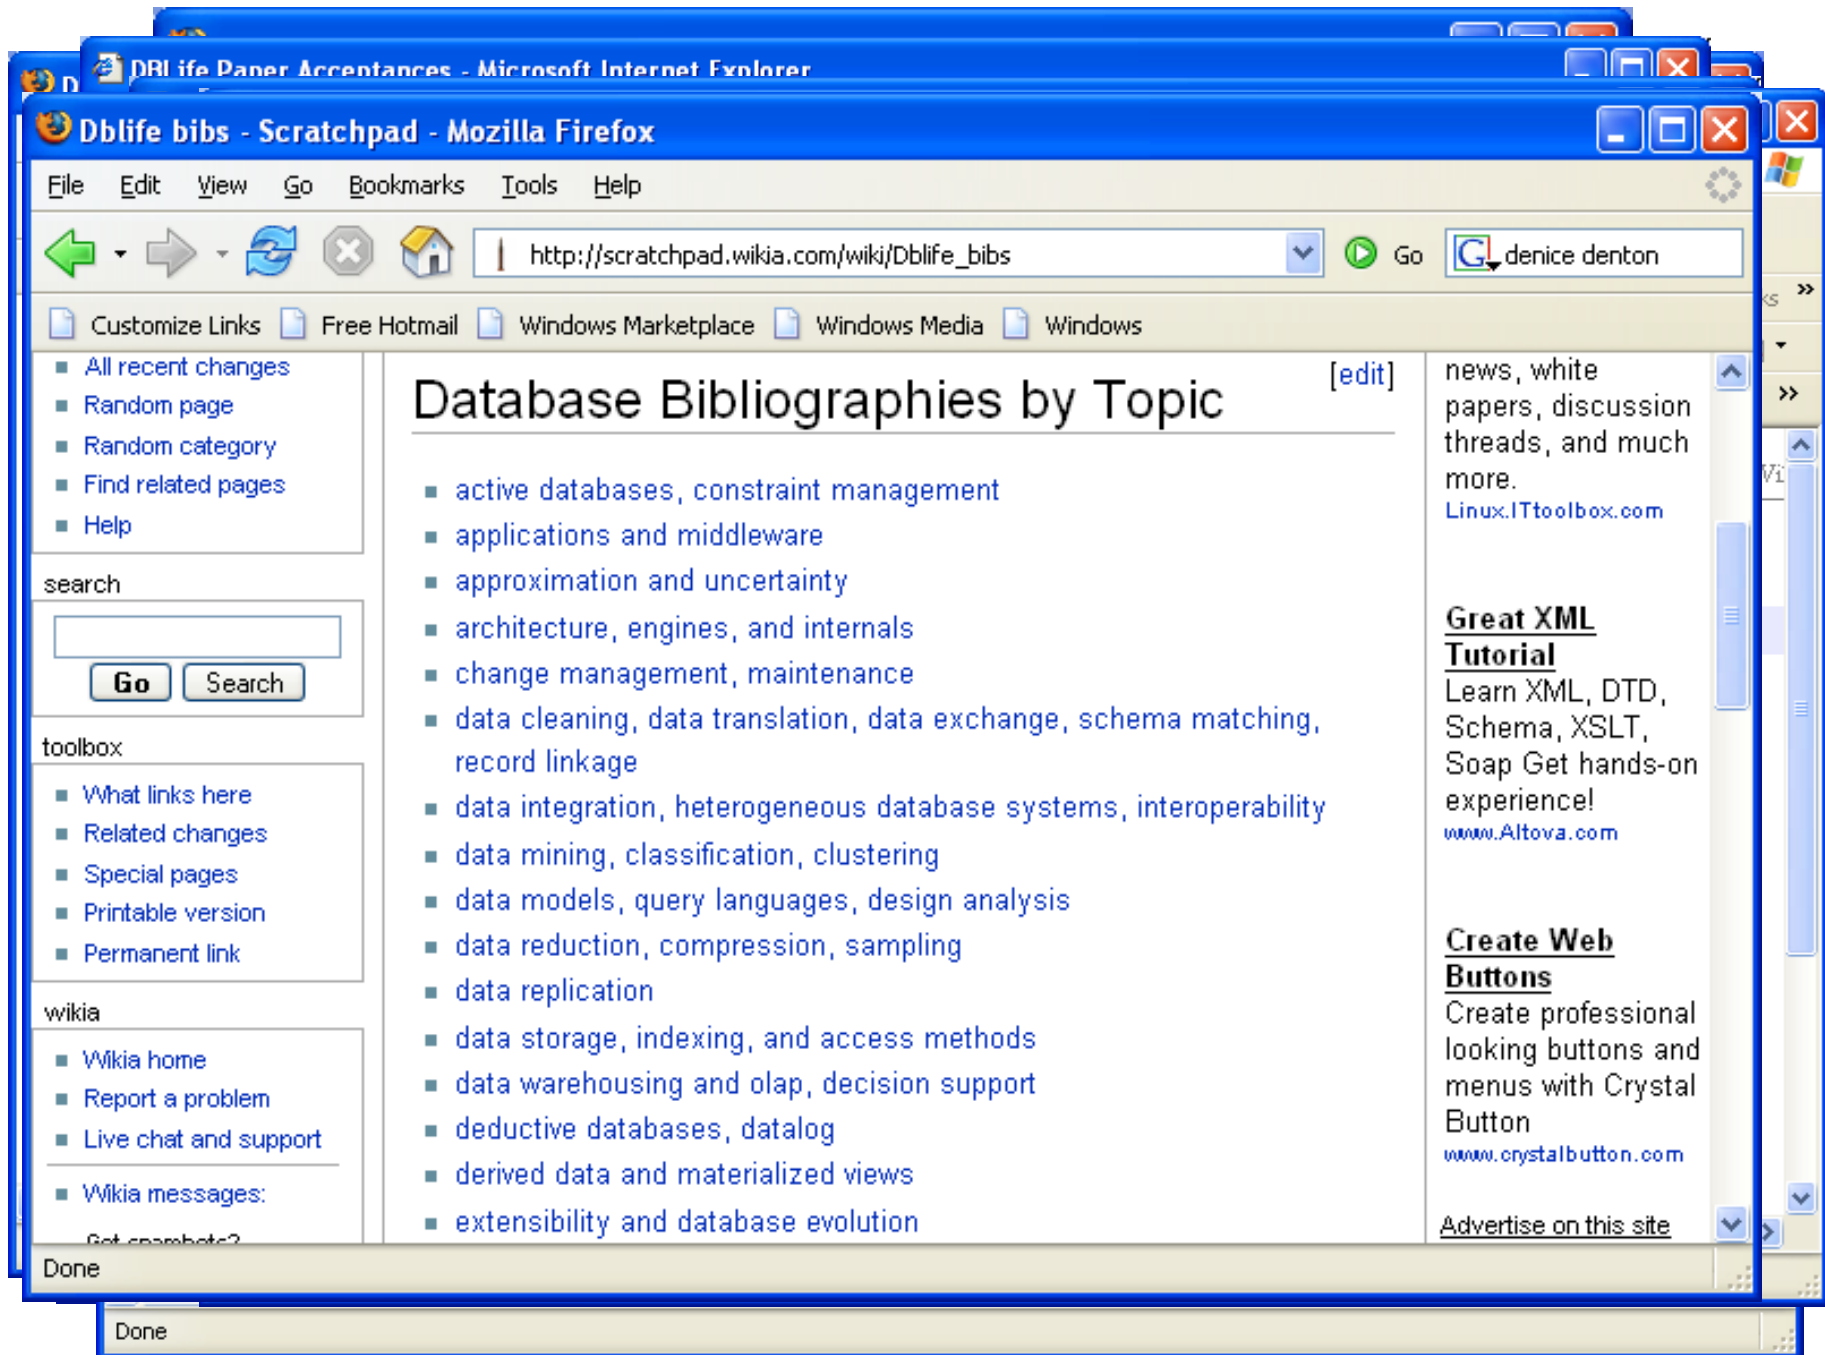 DBLife Paper Acceptances - Microsoft Internet Explorer
D
Dblife bibs - Scratchpad - Mozilla Firefox
File Edit View Go Bookmarks Tools Help
http://scratchpad.wikia.com/wiki/Dblife_bibs Go G denice denton
Customize Links Free Hotmail Windows Marketplace Windows Media Windows
All recent changes
Random page
Random category
Find related pages
Help
search
Go Search
toolbox
What links here
Related changes
Special pages
Printable version
Permanent link
wikia
Wikia home
Report a problem
Live chat and support
Wikia messages:
Got spambots?
Database Bibliographies by Topic
[edit]
active databases, constraint management
applications and middleware
approximation and uncertainty
architecture, engines, and internals
change management, maintenance
data cleaning, data translation, data exchange, schema matching,
record linkage
data integration, heterogeneous database systems, interoperability
data mining, classification, clustering
data models, query languages, design analysis
data reduction, compression, sampling
data replication
data storage, indexing, and access methods
data warehousing and olap, decision support
deductive databases, datalog
derived data and materialized views
extensibility and database evolution
news, white
papers, discussion
threads, and much
more.
Linux.ITtoolbox.com
Great XML
Tutorial
Learn XML, DTD,
Schema, XSLT,
Soap Get hands-on
experience!
www.Altova.com
Create Web
Buttons
Create professional
looking buttons and
menus with Crystal
Button
www.crystalbutton.com
Advertise on this site
Done
Done